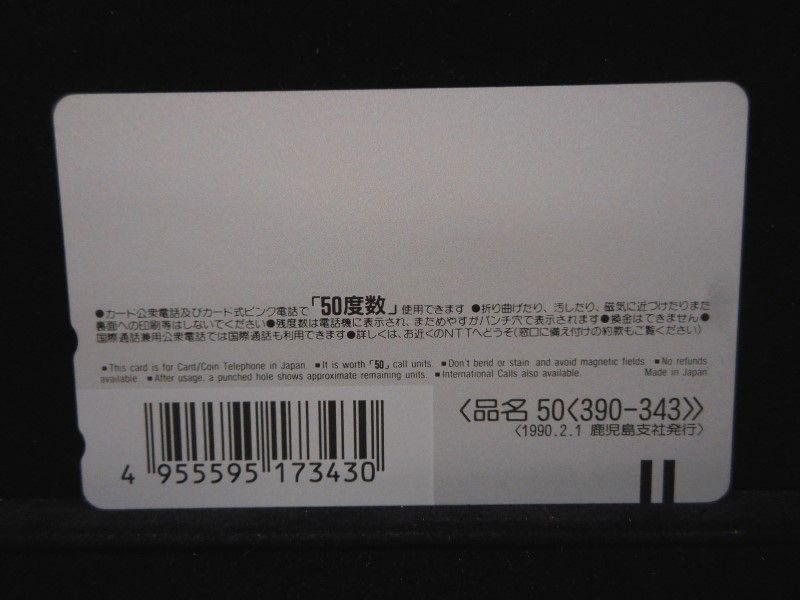 ●カード公衆電話及びカード式ピンク電話で「50度数」使用できます ●折り曲げたり、汚したり、磁気に近づけたりまた
裏面への印刷等はしないでください●残度数は電話機に表示され、まためやすがパンチ穴で表示されます●換金はできません●
国際通話兼用公衆電話では国際通話も利用できます●詳しくは、お近くのNTTへどうぞ(窓口に備え付けの約款もご覧ください)
■This card is for Card/Coin Telephone in Japan. ■It is worth「50」call units. ■Don't bend or stain and avoid magnetic fields. ■No refunds
available. ■After usage, a punched hole shows approximate remaining units. ■International Calls also available. Made in Japan
4 955595 173430
〈品名 50〈390-343〉〉
〈1990.2.1 鹿児島支社発行〉